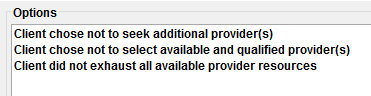 Options
Client chose not to seek additional provider(s)
Client chose not to select available and qualified provider(s)
Client did not exhaust all available provider resources